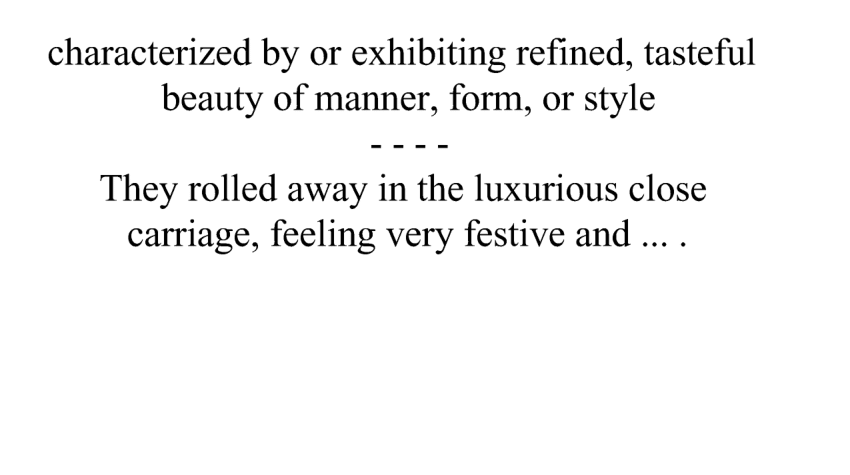 characterized by or exhibiting refined, tasteful
beauty of manner, form, or style
- - - -
They rolled away in the luxurious close
carriage, feeling very festive and ... .